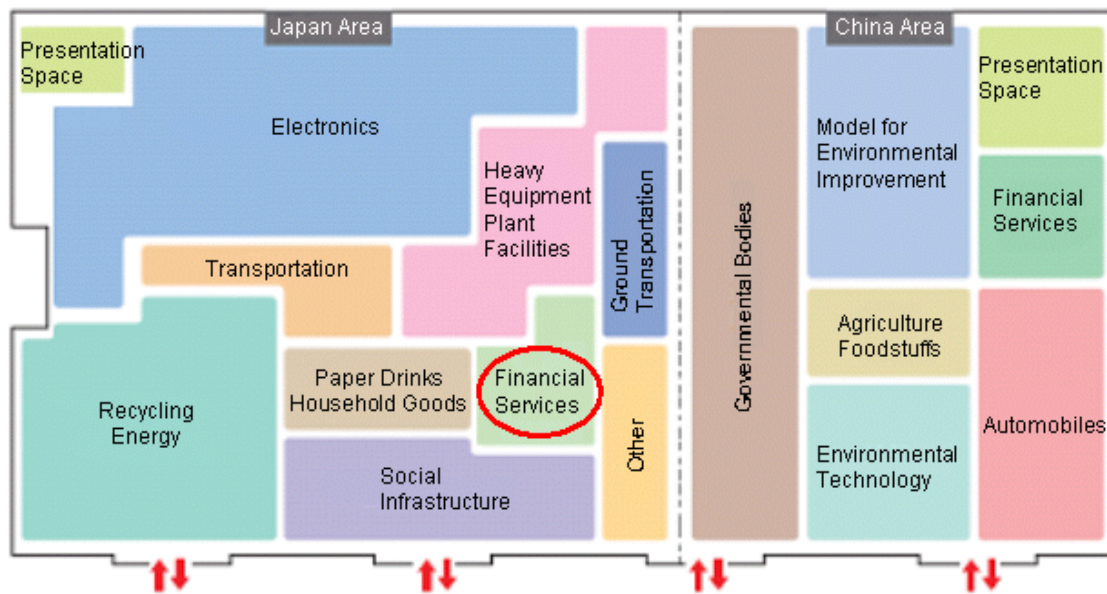 Japan Area
China Area
Presentation
Space
Electronics
Heavy
Equipment
Plant
Facilities
Ground
Transportation
Transportation
Recycling
Energy
Paper Drinks
Household Goods
Financial
Services
Social
Infrastructure
Other
Governmental Bodies
Model for
Environmental
Improvement
Presentation
Space
Financial
Services
Agriculture
Foodstuffs
Environmental
Technology
Automobiles